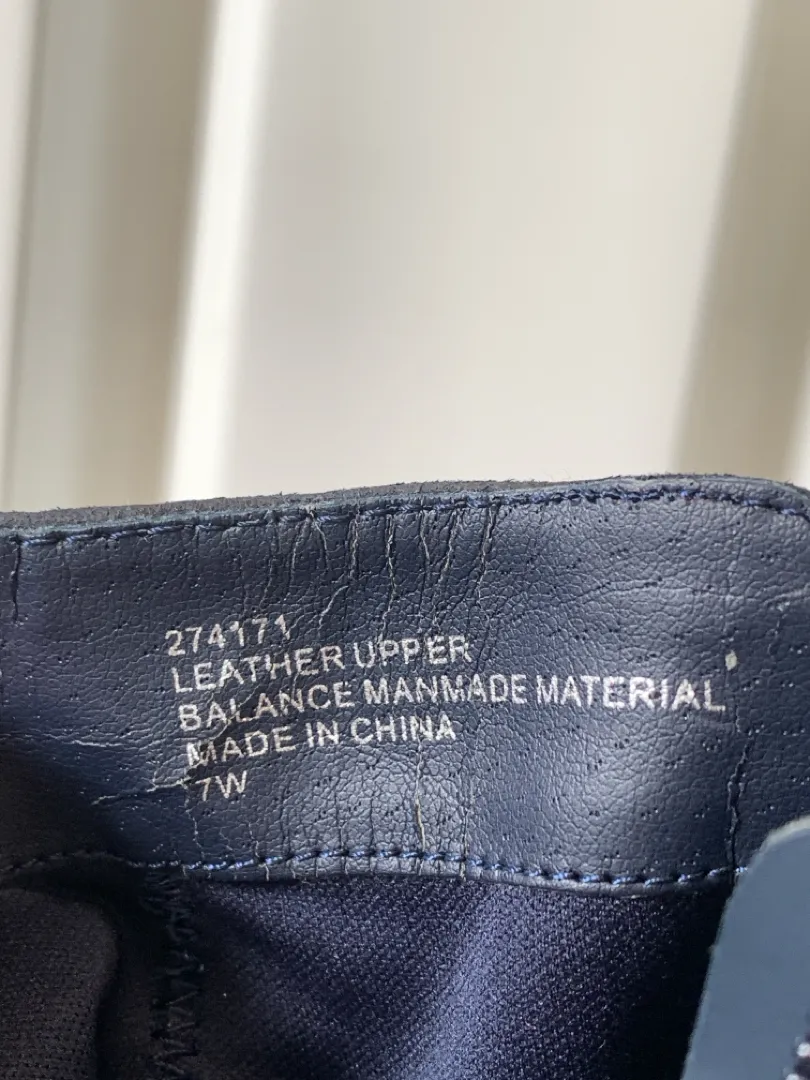 274171
LEATHER UPPER
BALANCE MANMADE MATERIAL
MADE IN CHINA
7W